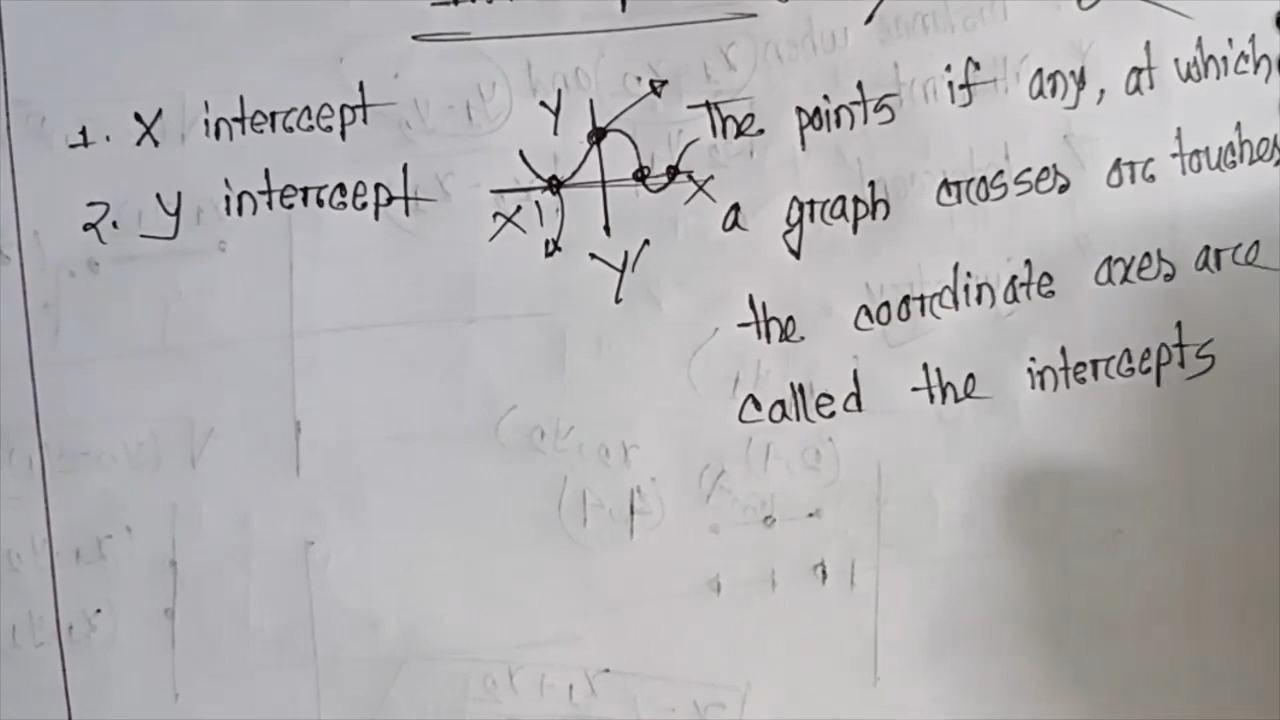 1. X intercept
2. Y intercept
Y
X
X'
Y'
The points if any, at which
a graph crosses or touches
the coordinate axes are
called the intercepts